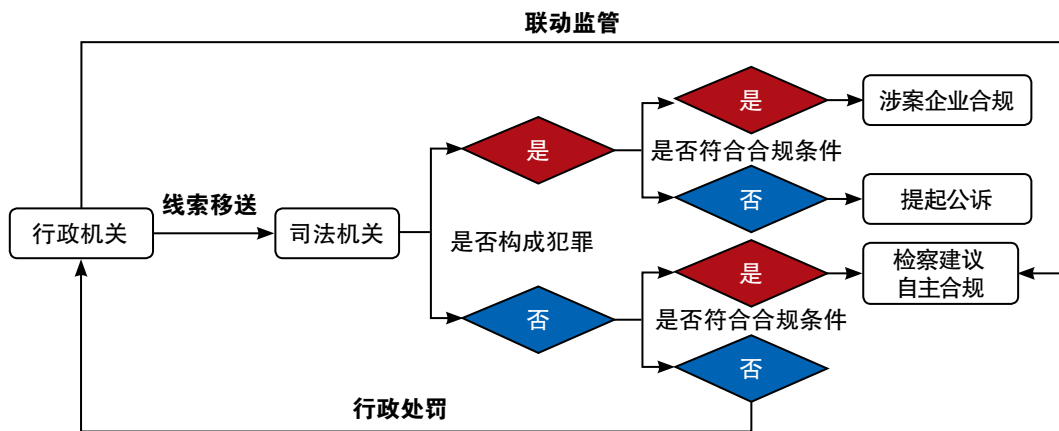 联动监管
是
涉案企业合规
是
是否符合合规条件
线索移送
否
提起公诉
行政机关
司法机关
是否构成犯罪
是
检察建议
自主合规
否
是否符合合规条件
否
行政处罚